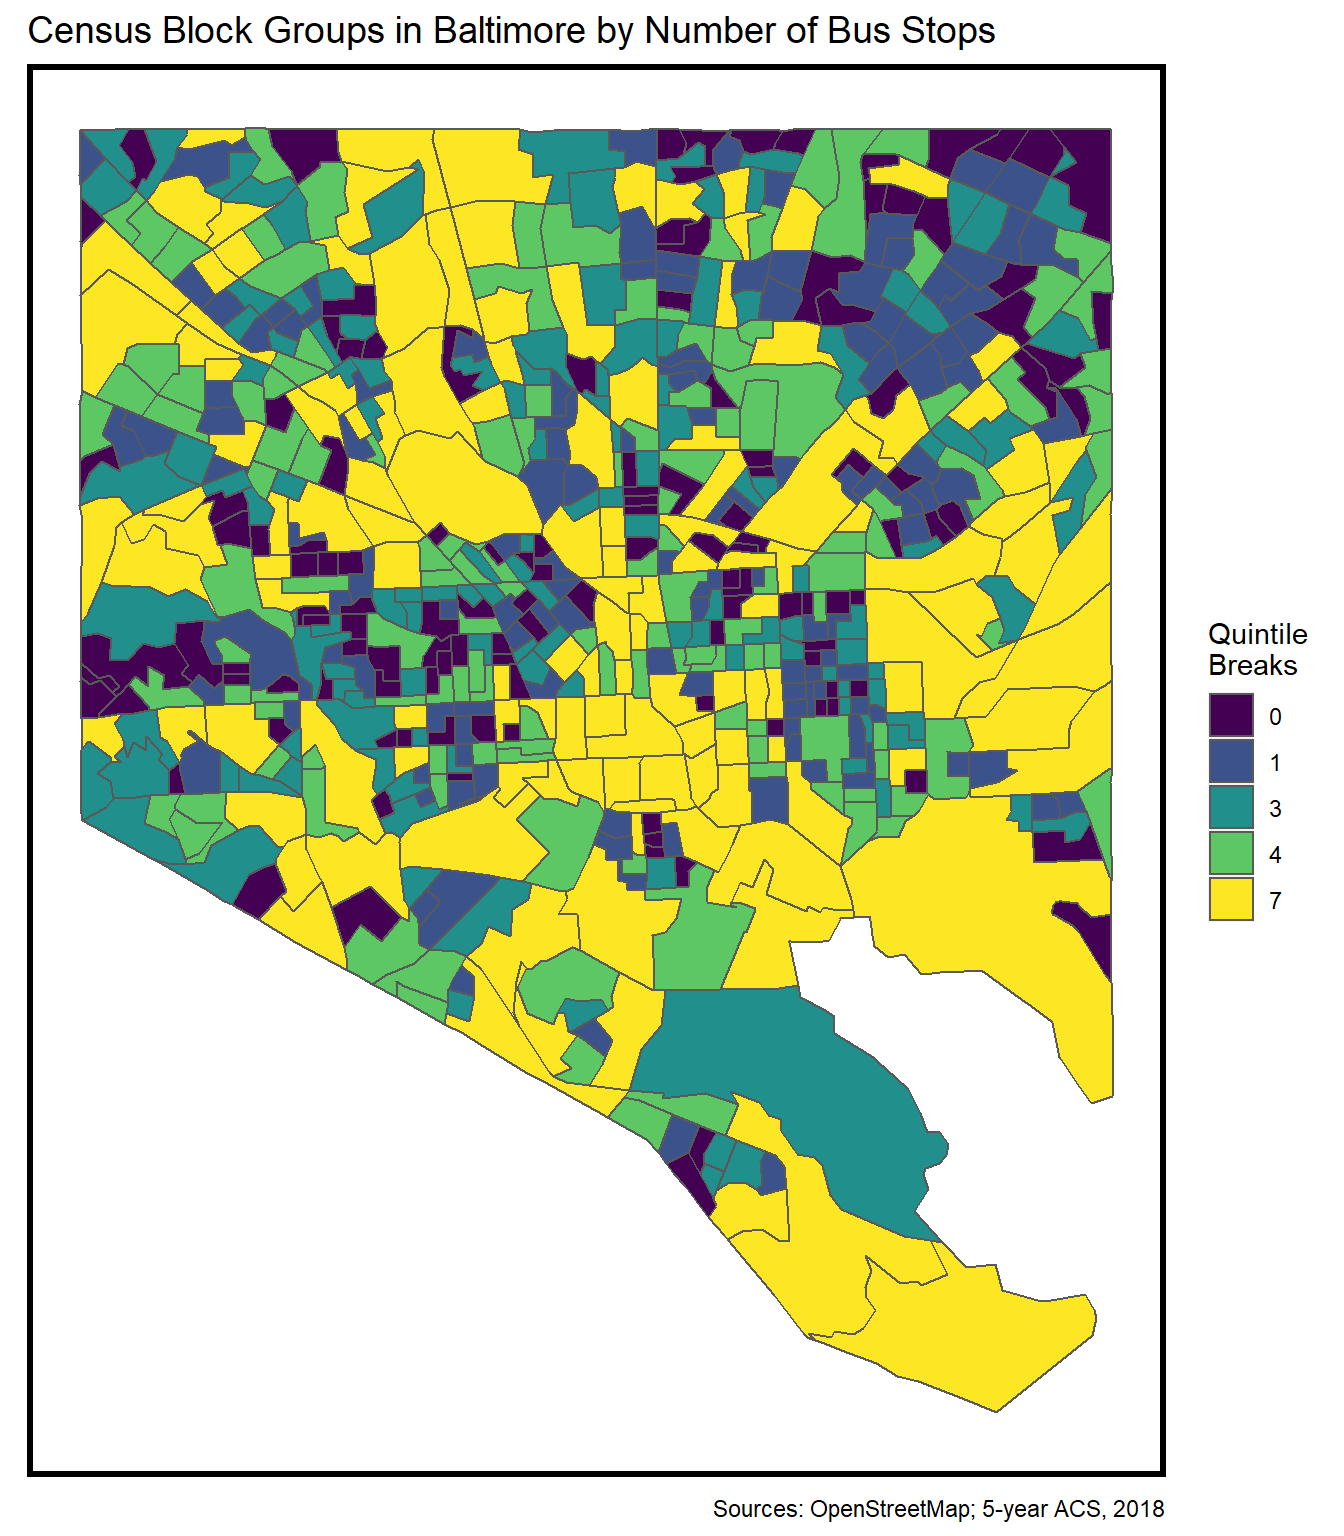 Census Block Groups in Baltimore by Number of Bus Stops
Quintile
Breaks
0
1
3
4
7
Sources: OpenStreetMap; 5-year ACS, 2018